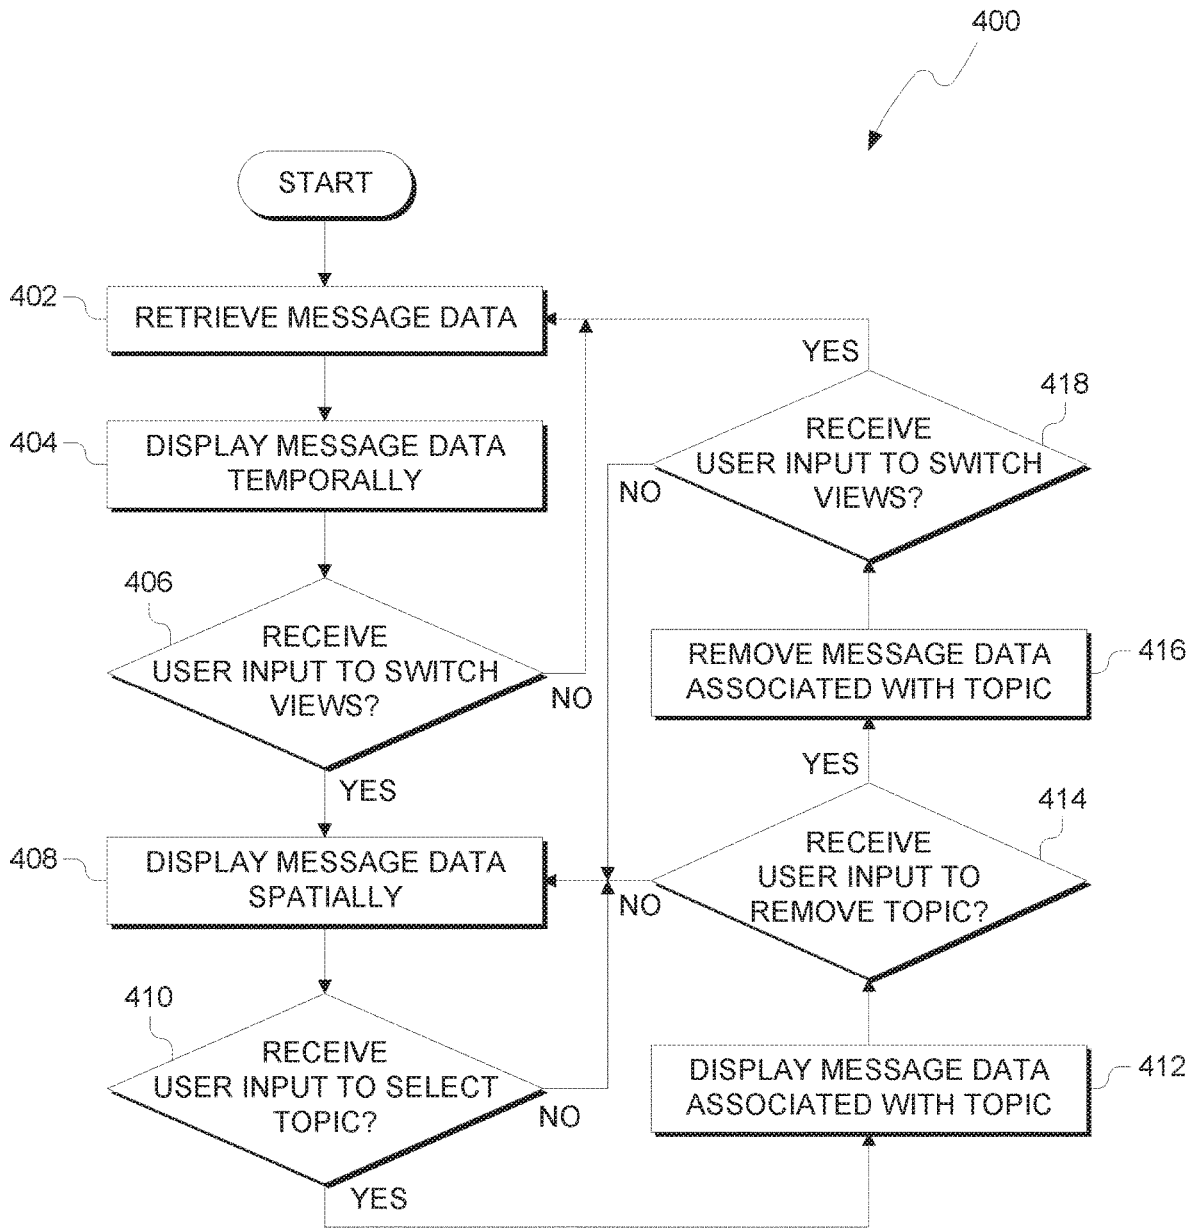 400
START
402
RETRIEVE MESSAGE DATA
404
DISPLAY MESSAGE DATA
TEMPORALLY
406
RECEIVE
USER INPUT TO SWITCH
VIEWS?
NO
YES
408
DISPLAY MESSAGE DATA
SPATIALLY
410
RECEIVE
USER INPUT TO SELECT
TOPIC?
NO
YES
412
DISPLAY MESSAGE DATA
ASSOCIATED WITH TOPIC
414
RECEIVE
USER INPUT TO
REMOVE TOPIC?
NO
YES
416
REMOVE MESSAGE DATA
ASSOCIATED WITH TOPIC
418
RECEIVE
USER INPUT TO SWITCH
VIEWS?
NO
YES